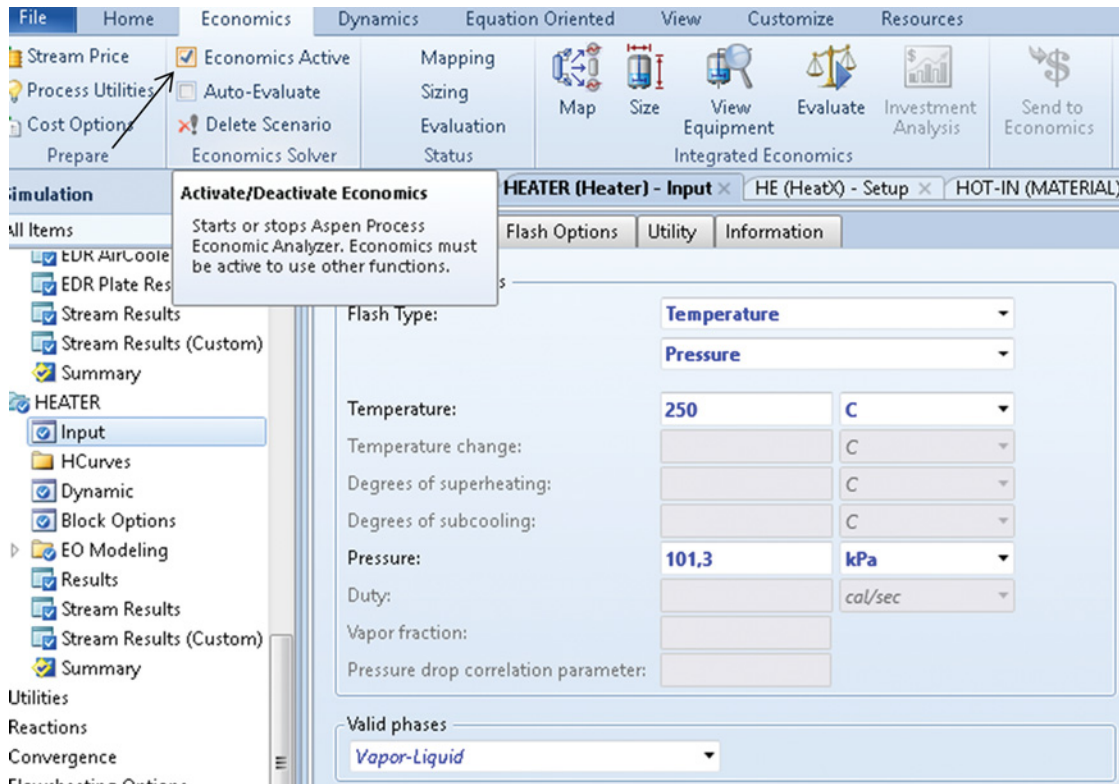 File Home Economics Dynamics Equation Oriented View Customize Resources
Stream Price
Process Utilities
Cost Options
Prepare
Economics Active
Auto-Evaluate
Delete Scenario
Economics Solver
Mapping
Sizing
Evaluation
Status
Map Size View Equipment Evaluate Investment Analysis
Integrated Economics
Send to
Economics
Activate/Deactivate Economics
Starts or stops Aspen Process
Economic Analyzer. Economics must
be active to use other functions.
Simulation
All Items
EDR AirCoole
EDR Plate Res
Stream Results
Stream Results (Custom)
Summary
HEATER
Input
HCurves
Dynamic
Block Options
EO Modeling
Results
Stream Results
Stream Results (Custom)
Summary
Utilities
Reactions
Convergence
HEATER (Heater) - Input HE (HeatX) - Setup HOT-IN (MATERIAL)
Flash Options Utility Information
Flash Type: Temperature
Pressure
Temperature: 250 C
Temperature change: C
Degrees of superheating: C
Degrees of subcooling: C
Pressure: 101,3 kPa
Duty: cal/sec
Vapor fraction:
Pressure drop correlation parameter:
Valid phases
Vapor-Liquid